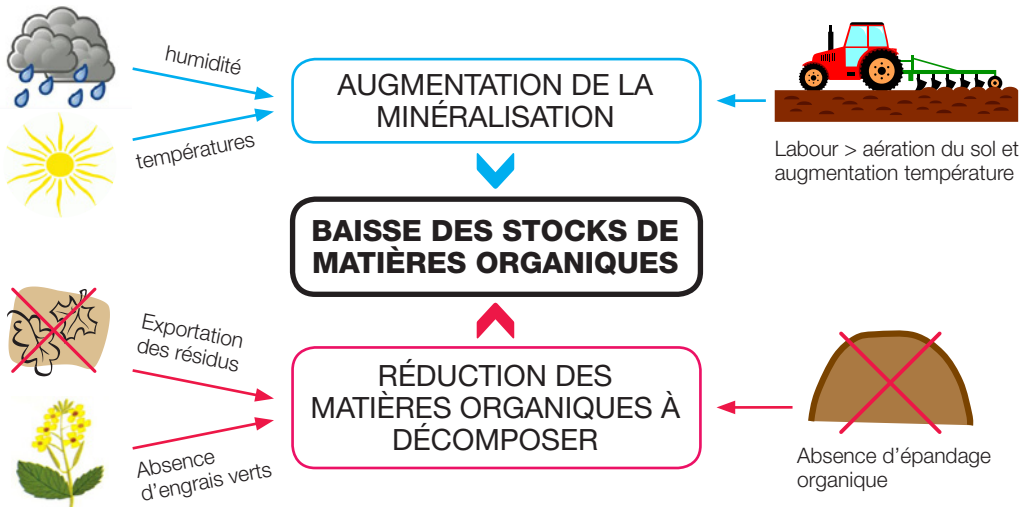 humidité
températures
AUGMENTATION DE LA
MINÉRALISATION
Labour > aération du sol et
augmentation température
BAISSE DES STOCKS DE
MATIÈRES ORGANIQUES
Exportation
des résidus
Absence
d'engrais verts
RÉDUCTION DES
MATIÈRES ORGANIQUES À
DÉCOMPOSER
Absence d'épandage
organique